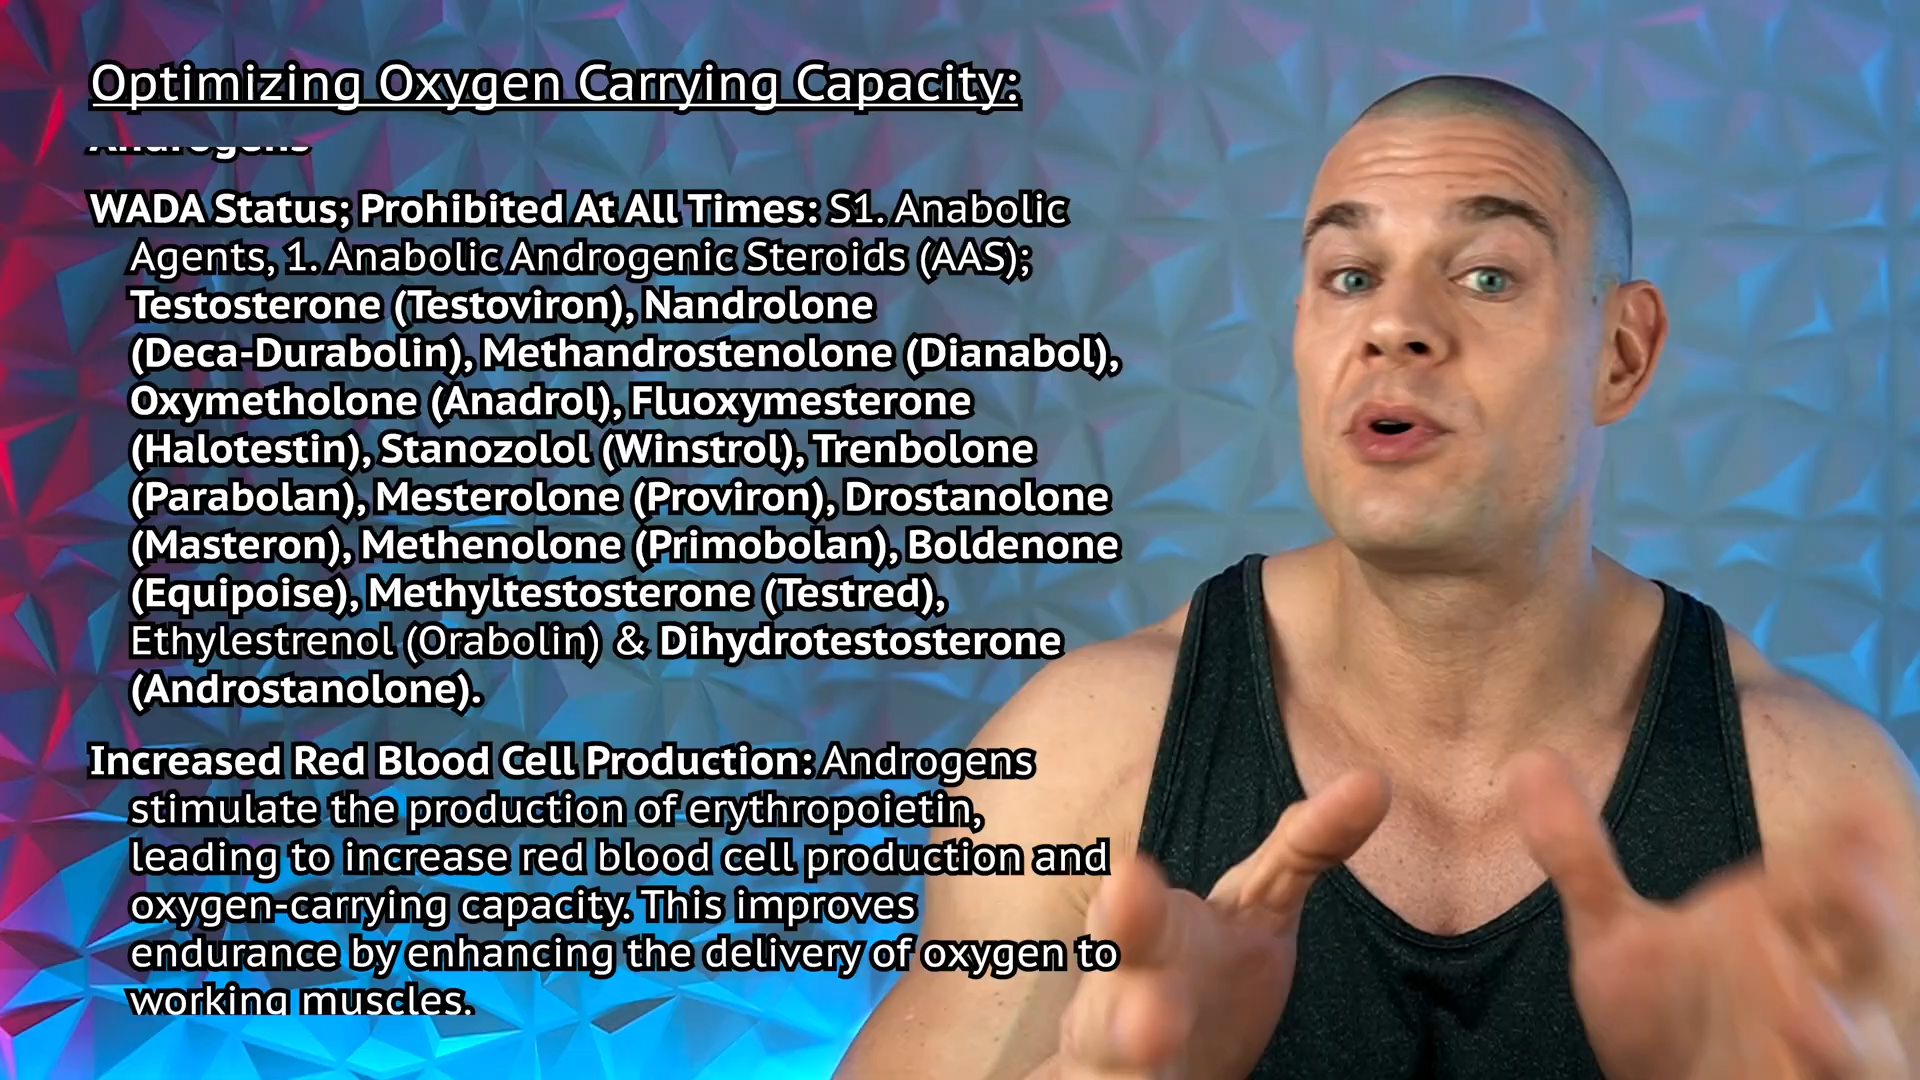 Optimizing Oxygen Carrying Capacity:
Androgens
WADA Status; Prohibited At All Times: S1. Anabolic
Agents, 1. Anabolic Androgenic Steroids (AAS);
Testosterone (Testoviron), Nandrolone
(Deca-Durabolin), Methandrostenolone (Dianabol),
Oxymetholone (Anadrol), Fluoxymesterone
(Halotestin), Stanozolol (Winstrol), Trenbolone
(Parabolan), Mesterolone (Proviron), Drostanolone
(Masteron), Methenolone (Primobolan), Boldenone
(Equipoise), Methyltestosterone (Testred),
Ethylestrenol (Orabolin) & Dihydrotestosterone
(Androstanolone).
Increased Red Blood Cell Production: Androgens
stimulate the production of erythropoietin,
leading to increase red blood cell production and
oxygen-carrying capacity. This improves
endurance by enhancing the delivery of oxygen to
working muscles.